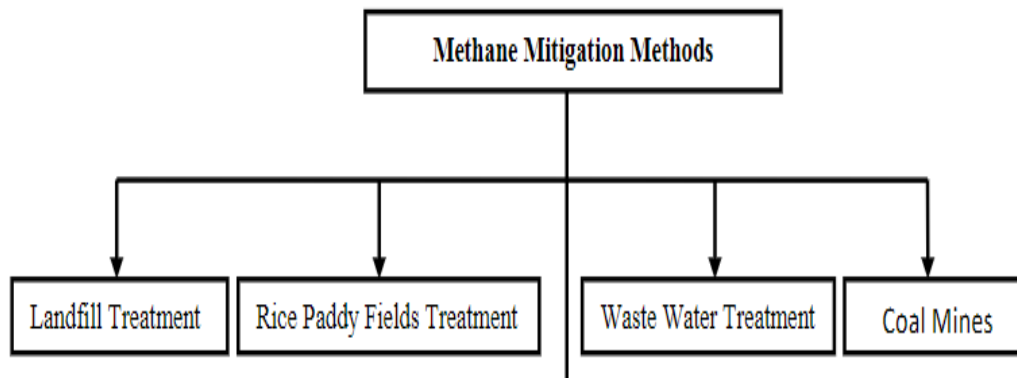 Methane Mitigation Methods
Landfill Treatment
Rice Paddy Fields Treatment
Waste Water Treatment
Coal Mines